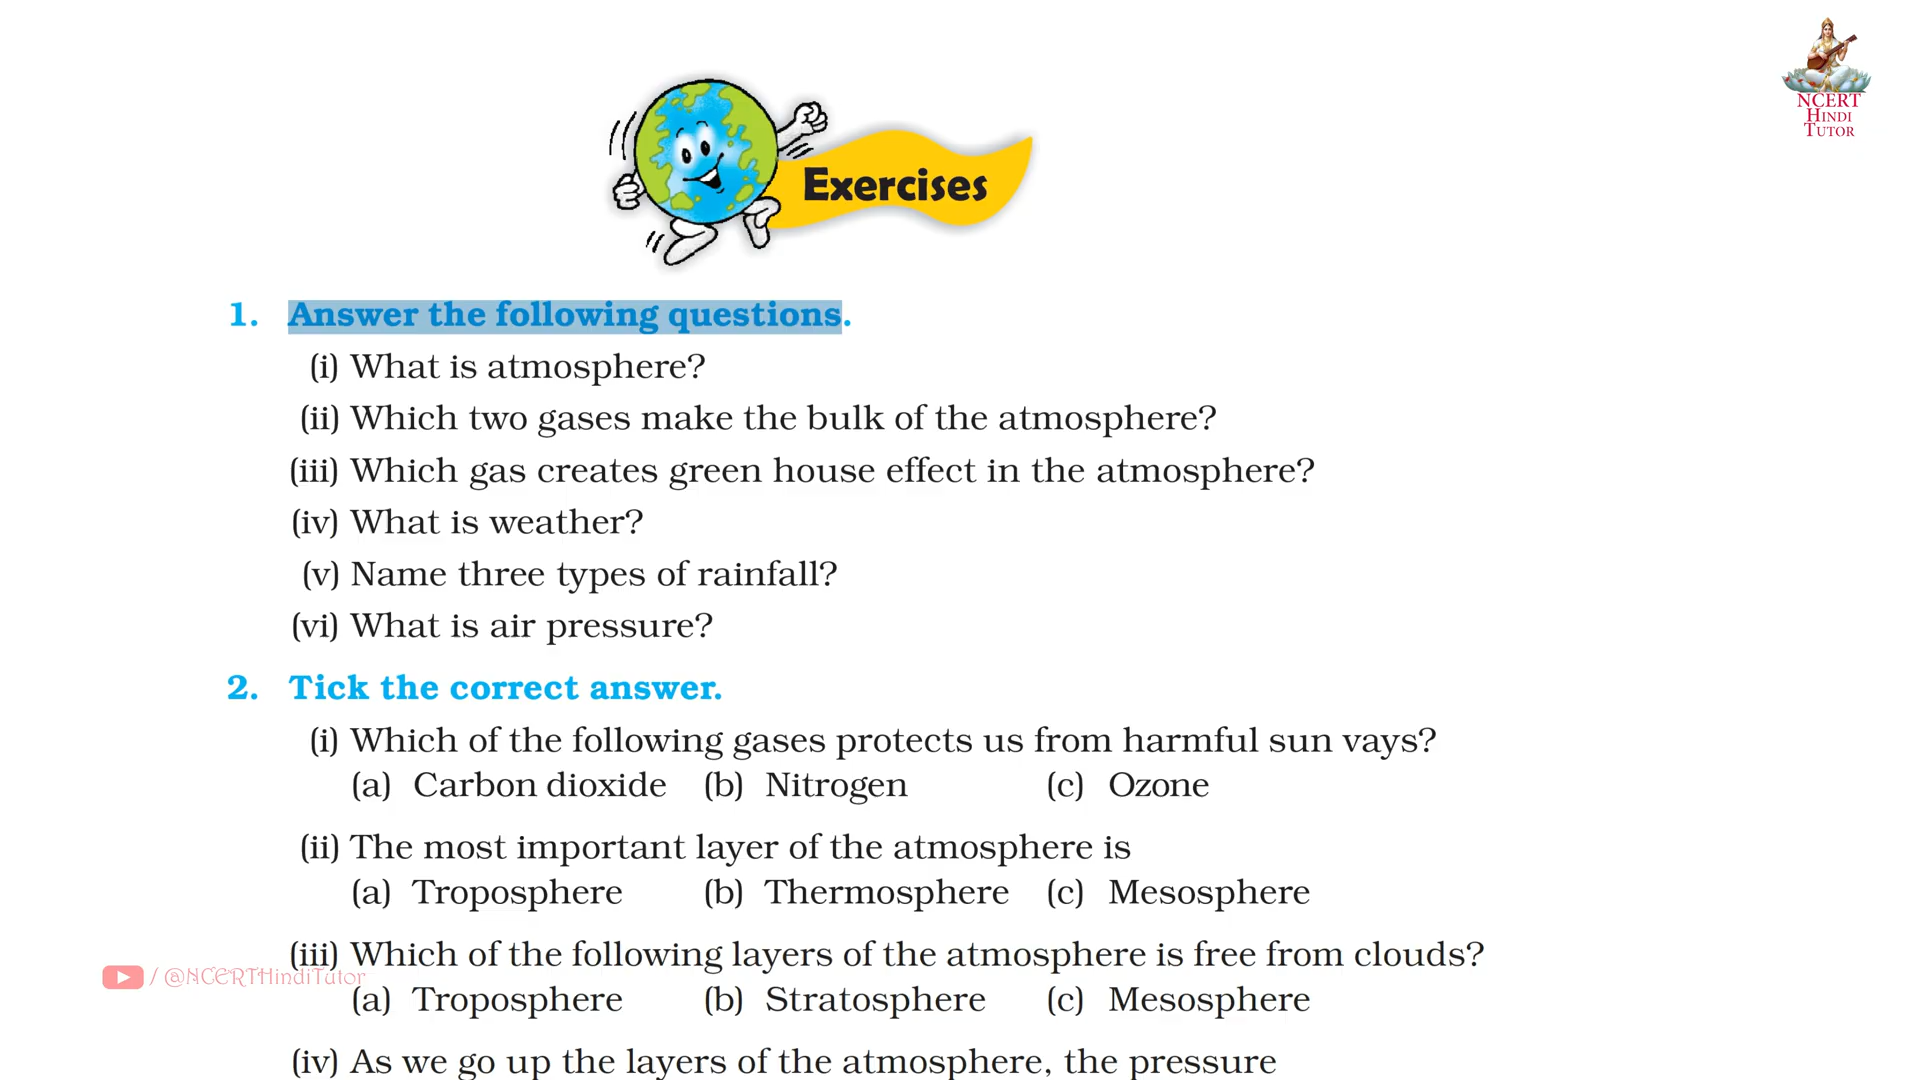 NCERT
HINDI
TUTOR
Exercises
1. Answer the following questions.
(i) What is atmosphere?
(ii) Which two gases make the bulk of the atmosphere?
(iii) Which gas creates green house effect in the atmosphere?
(iv) What is weather?
(v) Name three types of rainfall?
(vi) What is air pressure?
2. Tick the correct answer.
(i) Which of the following gases protects us from harmful sun vays?
(a) Carbon dioxide (b) Nitrogen (c) Ozone
(ii) The most important layer of the atmosphere is
(a) Troposphere (b) Thermosphere (c) Mesosphere
(iii) Which of the following layers of the atmosphere is free from clouds?
/ @NCERTHindiTutor
(a) Troposphere (b) Stratosphere (c) Mesosphere
(iv) As we go up the layers of the atmosphere, the pressure